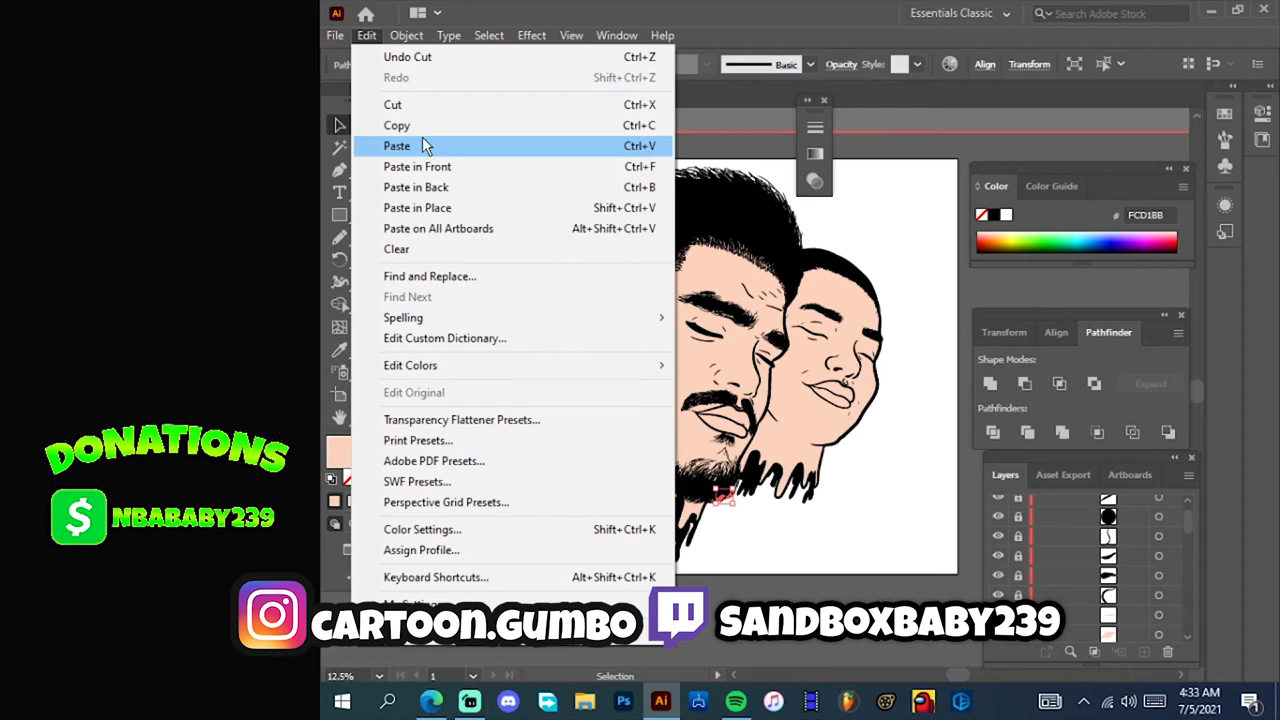 Ai Essentials Classic Search Adobe Stock
File Edit Object Type Select Effect View Window Help
Basic Opacity Style: Align Transform
Undo Cut Ctrl+Z
Redo Shift+Ctrl+Z
Cut Ctrl+X
Copy Ctrl+C
Paste Ctrl+V
Paste in Front Ctrl+F
Paste in Back Ctrl+B
Paste in Place Shift+Ctrl+V
Paste on All Artboards Alt+Shift+Ctrl+V
Clear
Find and Replace...
Find Next
Spelling
Edit Custom Dictionary...
Edit Colors
Edit Original
Transparency Flattener Presets...
Print Presets...
Adobe PDF Presets...
SWF Presets...
Perspective Grid Presets...
Color Settings... Shift+Ctrl+K
Assign Profile...
Keyboard Shortcuts... Alt+Shift+Ctrl+K
Color Color Guide
# FCD1BB
Transform Align Pathfinder
Shape Modes:
Expand
Pathfinders:
Layers Asset Export Artboards
DONATIONS
$ NBABABY239
CARTOON.GUMBO SANDBOXBABY239
12.5% 1 Selection
Ps Ai 4:33 AM
7/5/2021 1